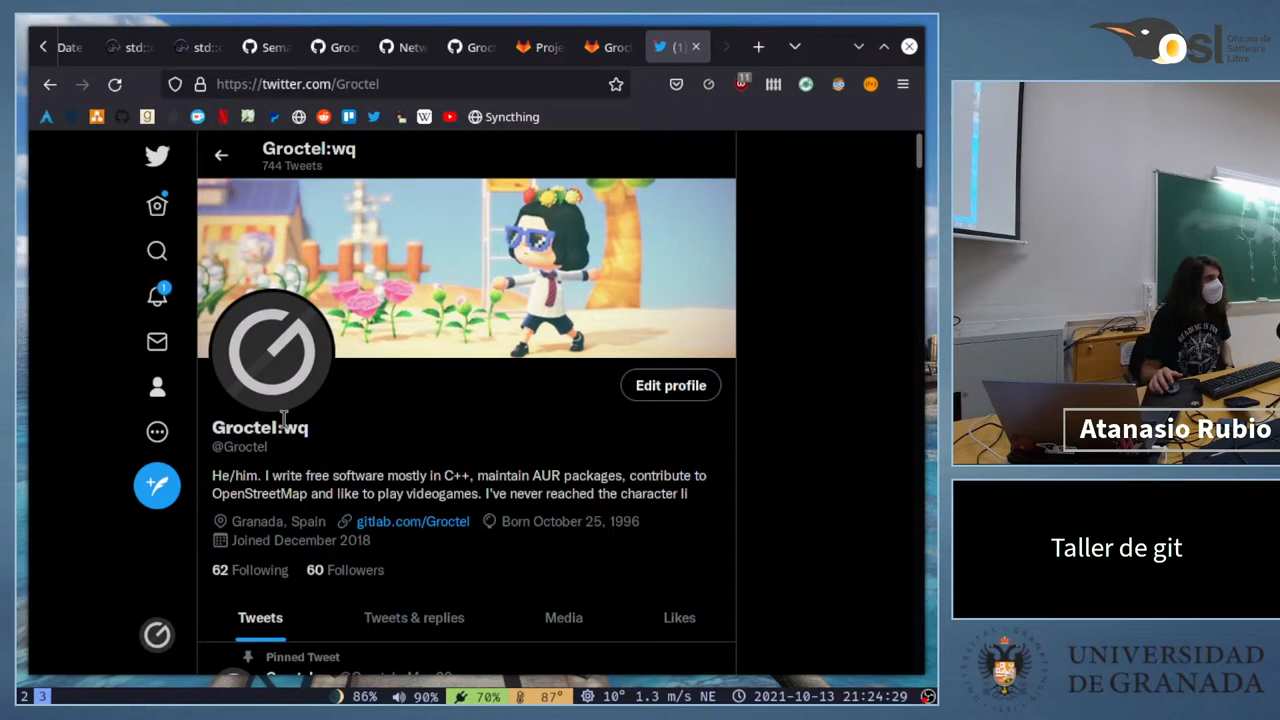 Date
std::
std::
Sema
Groc
Netw
Groc
Proje
Groc
(1)
https://twitter.com/Groctel
11
Syncthing
Groctel:wq
744 Tweets
Edit profile
Groctel:wq
@Groctel
He/him. I write free software mostly in C++, maintain AUR packages, contribute to
OpenStreetMap and like to play videogames. I've never reached the character li
Granada, Spain gitlab.com/Groctel Born October 25, 1996
Joined December 2018
62 Following 60 Followers
Tweets Tweets & replies Media Likes
Pinned Tweet
1
2 3 86% 90% 70% 87° 10° 1.3 m/s NE 2021-10-13 21:24:29
osl Oficina de
Software
Libre
Atanasio Rubio
Taller de git
UNIVERSIDAD
DE GRANADA